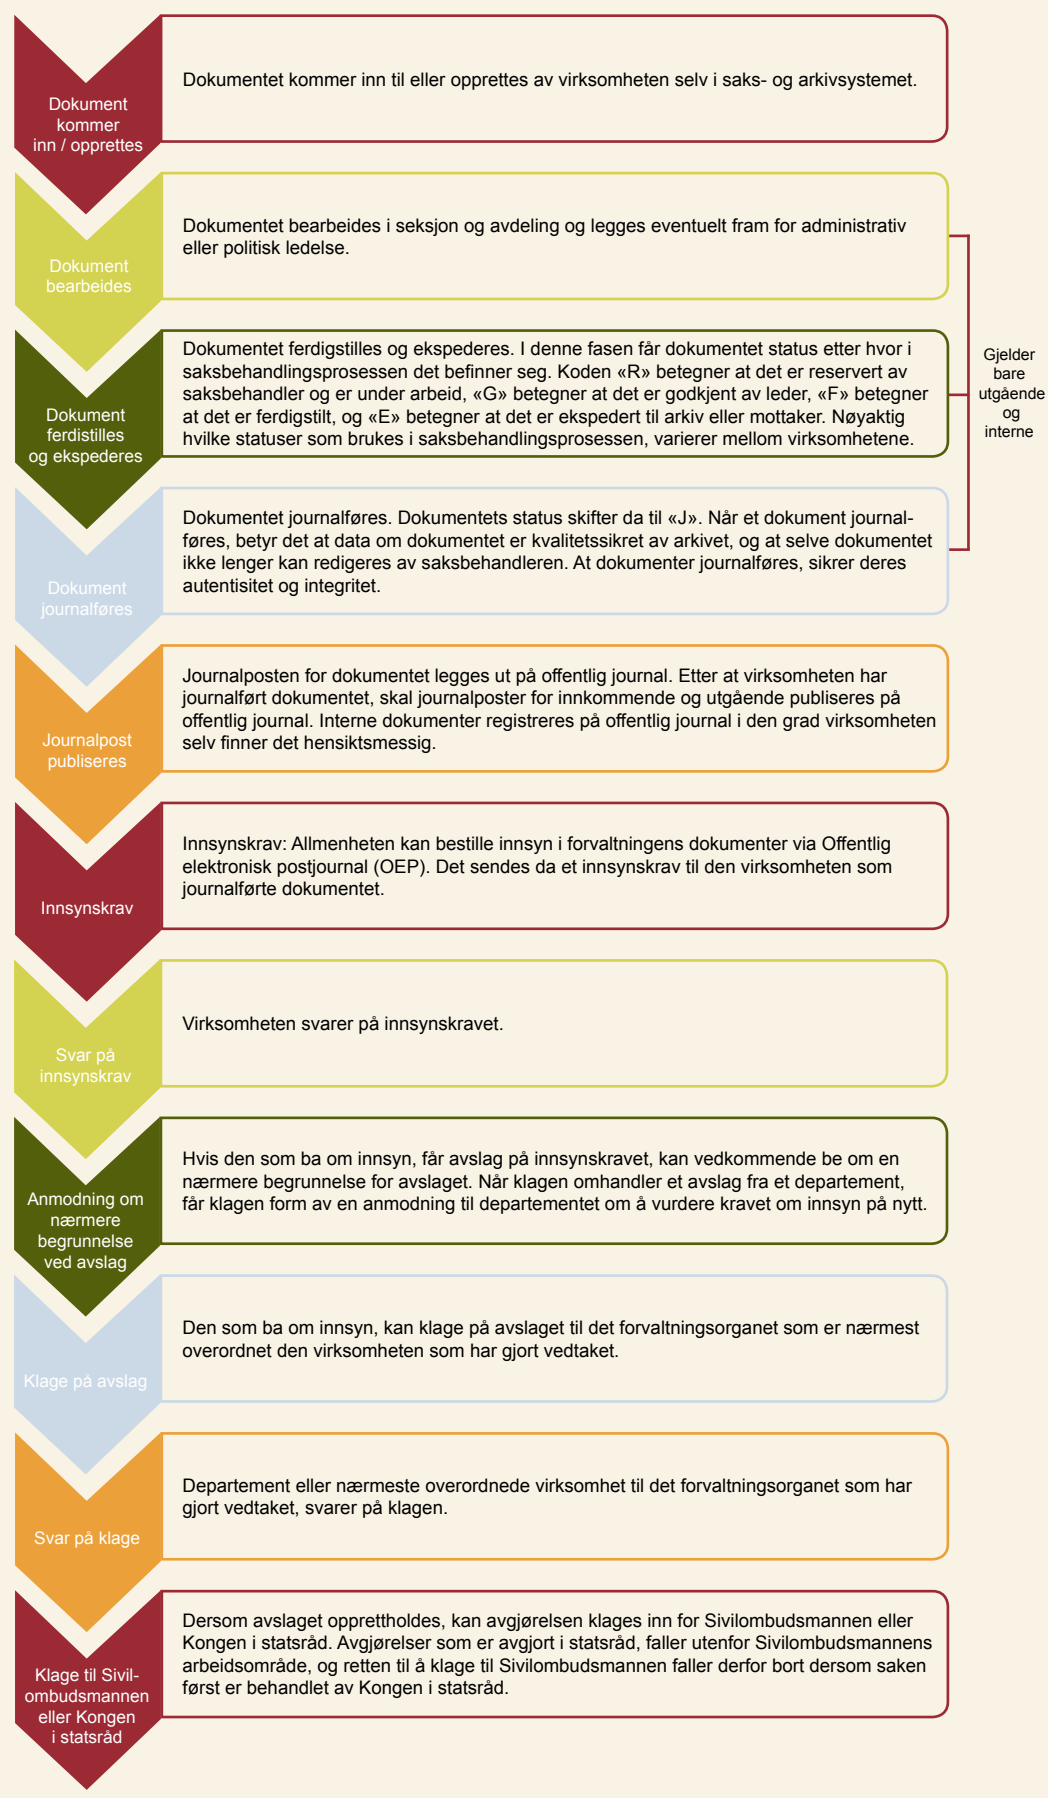 Dokument
kommer
inn / opprettes
Dokumentet kommer inn til eller opprettes av virksomheten selv i saks- og arkivsystemet.
Dokument
bearbeides
Dokumentet bearbeides i seksjon og avdeling og legges eventuelt fram for administrativ
eller politisk ledelse.
Dokument
ferdistilles
og ekspederes
Dokumentet ferdigstilles og ekspederes. I denne fasen får dokumentet status etter hvor i
saksbehandlingsprosessen det befinner seg. Koden «R» betegner at det er reservert av
saksbehandler og er under arbeid, «G» betegner at det er godkjent av leder, «F» betegner
at det er ferdigstilt, og «E» betegner at det er ekspedert til arkiv eller mottaker. Nøyaktig
hvilke statuser som brukes i saksbehandlingsprosessen, varierer mellom virksomhetene.
Gjelder
bare
utgående
og
interne
Dokument
journalføres
Dokumentet journalføres. Dokumentets status skifter da til «J». Når et dokument journal-
føres, betyr det at data om dokumentet er kvalitetssikret av arkivet, og at selve dokumentet
ikke lenger kan redigeres av saksbehandleren. At dokumenter journalføres, sikrer deres
autentisitet og integritet.
Journalpost
publiseres
Journalposten for dokumentet legges ut på offentlig journal. Etter at virksomheten har
journalført dokumentet, skal journalposter for innkommende og utgående publiseres på
offentlig journal. Interne dokumenter registreres på offentlig journal i den grad virksomheten
selv finner det hensiktsmessig.
Innsynskrav
Innsynskrav: Allmenheten kan bestille innsyn i forvaltningens dokumenter via Offentlig
elektronisk postjournal (OEP). Det sendes da et innsynskrav til den virksomheten som
journalførte dokumentet.
Svar på
innsynskrav
Virksomheten svarer på innsynskravet.
Anmodning om
nærmere
begrunnelse
ved avslag
Hvis den som ba om innsyn, får avslag på innsynskravet, kan vedkommende be om en
nærmere begrunnelse for avslaget. Når klagen omhandler et avslag fra et departement,
får klagen form av en anmodning til departementet om å vurdere kravet om innsyn på nytt.
Klage på avslag
Den som ba om innsyn, kan klage på avslaget til det forvaltningsorganet som er nærmest
overordnet den virksomheten som har gjort vedtaket.
Svar på klage
Departement eller nærmeste overordnede virksomhet til det forvaltningsorganet som har
gjort vedtaket, svarer på klagen.
Klage til Sivil-
ombudsmannen
eller Kongen
i statsråd
Dersom avslaget opprettholdes, kan avgjørelsen klages inn for Sivilombudsmannen eller
Kongen i statsråd. Avgjørelser som er avgjort i statsråd, faller utenfor Sivilombudsmannens
arbeidsområde, og retten til å klage til Sivilombudsmannen faller derfor bort dersom saken
først er behandlet av Kongen i statsråd.